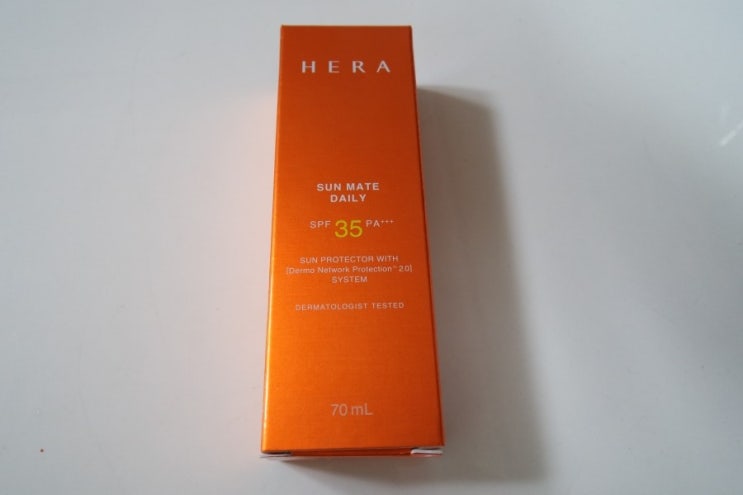 HERA
SUN MATE
DAILY
SPF 35 PA+++
SUN PROTECTOR WITH
[Dermo Network Protection™ 2.0]
SYSTEM
DERMATOLOGIST TESTED
70 mL